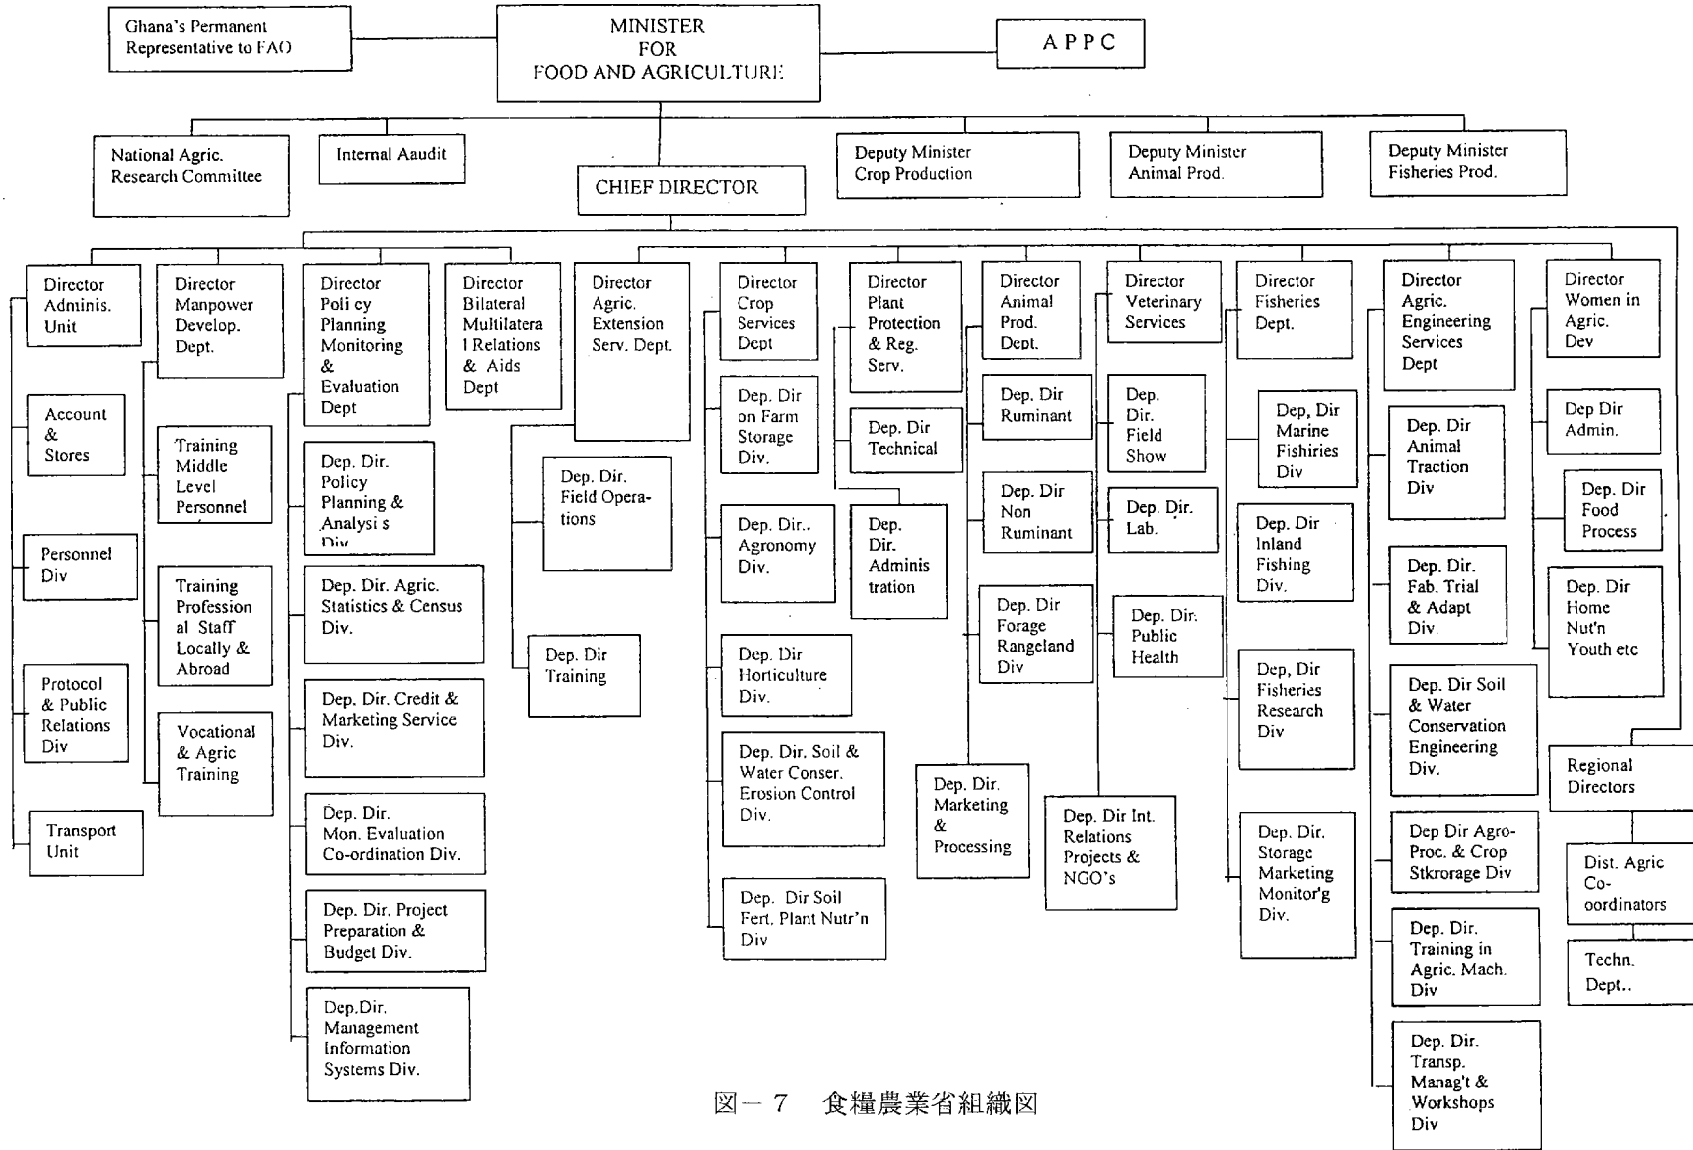 Ghana's Permanent
Representative to FAO
MINISTER
FOR
FOOD AND AGRICULTURE
A P P C
National Agric.
Research Committee
Internal Aaudit
CHIEF DIRECTOR
Deputy Minister
Crop Production
Deputy Minister
Animal Prod.
Deputy Minister
Fisheries Prod.
Director
Adminis.
Unit
Account
&
Stores
Personnel
Div
Protocol
& Public
Relations
Div
Transport
Unit
Director
Manpower
Develop.
Dept.
Training
Middle
Level
Personnel
Training
Profession
al Staff
Locally &
Abroad
Vocational
& Agric
Training
Director
Policy
Planning
Monitoring
&
Evaluation
Dept
Dep. Dir.
Policy
Planning &
Analysis
Div
Dep. Dir. Agric.
Statistics & Census
Div.
Dep. Dir. Credit &
Marketing Service
Div.
Dep. Dir.
Mon. Evaluation
Co-ordination Div.
Dep. Dir. Project
Preparation &
Budget Div.
Dep.Dir.
Management
Information
Systems Div.
Director
Bilateral
Multilatera
l Relations
& Aids
Dept
Director
Agric.
Extension
Serv. Dept.
Dep. Dir.
Field Opera-
tions
Dep. Dir
Training
Director
Crop
Services
Dept
Dep. Dir
on Farm
Storage
Div.
Dep. Dir..
Agronomy
Div.
Dep. Dir
Horticulture
Div.
Dep. Dir. Soil &
Water Conser.
Erosion Control
Div.
Dep. Dir Soil
Fert. Plant Nutr'n
Div
Director
Plant
Protection
& Reg.
Serv.
Dep. Dir
Technical
Dep.
Dir.
Adminis
tration
Director
Animal
Prod.
Dept.
Dep. Dir
Ruminant
Dep. Dir
Non
Ruminant
Dep. Dir
Forage
Rangeland
Div
Dep. Dir.
Marketing
&
Processing
Director
Veterinary
Services
Dep.
Dir.
Field
Show
Dep. Dir.
Lab.
Dep. Dir.
Public
Health
Dep. Dir Int.
Relations
Projects &
NGO's
Director
Fisheries
Dept.
Dep, Dir
Marine
Fishiries
Div
Dep. Dir
Inland
Fishing
Div.
Dep, Dir
Fisheries
Research
Div
Dep. Dir.
Storage
Marketing
Monitor'g
Div.
Director
Agric.
Engineering
Services
Dept
Dep. Dir
Animal
Traction
Div
Dep. Dir.
Fab. Trial
& Adapt
Div.
Dep. Dir Soil
& Water
Conservation
Engineering
Div.
Dep Dir Agro-
Proc. & Crop
Stkrorage Div
Dep. Dir.
Training in
Agric. Mach.
Div
Dep. Dir.
Transp.
Manag't &
Workshops
Div
Director
Women in
Agric.
Dev
Dep Dir
Admin.
Dep. Dir
Food
Process
Dep. Dir
Home
Nut'n
Youth etc
Regional
Directors
Dist. Agric
Co-
oordinators
Techn.
Dept..
図－７ 食糧農業省組織図